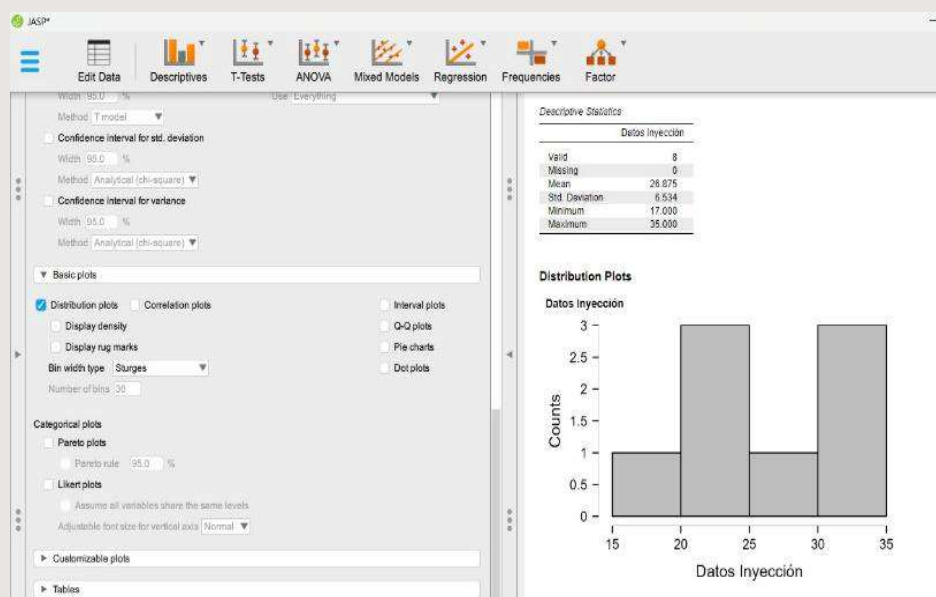 JASP*
Edit Data
Descriptives
T-Tests
ANOVA
Mixed Models
Regression
Frequencies
Factor
Width 95.0 %
Use Everything
Method T model
Confidence interval for std. deviation
Width 95.0 %
Method Analytical (chi-square)
Confidence interval for variance
Width 95.0 %
Method Analytical (chi-square)
Basic plots
Distribution plots Correlation plots
Interval plots
Display density
Q-Q plots
Display rug marks
Pie charts
Bin width type Sturges
Dot plots
Number of bins 30
Categorical plots
Pareto plots
Pareto rule 95.0 %
Likert plots
Assume all variables share the same levels
Adjustable font size for vertical axis Normal
Customizable plots
Tables
Descriptive Statistics
Datos Inyección
Valid 8
Missing 0
Mean 26.875
Std. Deviation 6.534
Minimum 17.000
Maximum 35.000
Distribution Plots
Datos Inyección
3
2.5
2
1.5
1
0.5
0
Counts
15 20 25 30 35
Datos Inyección